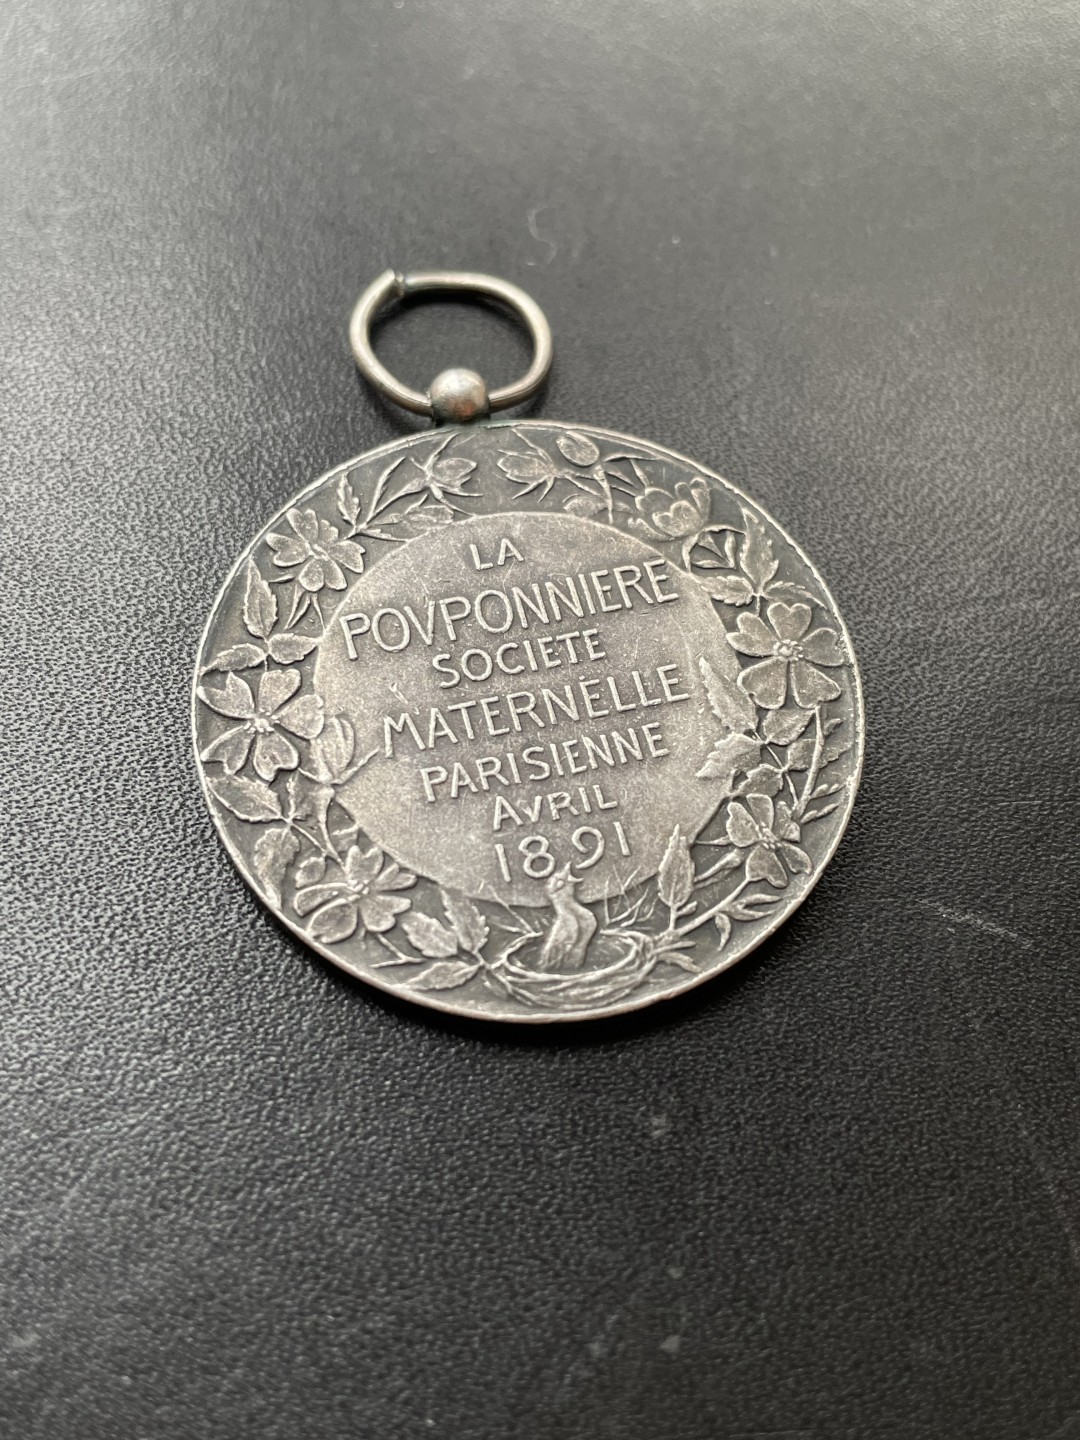 LA
POVPONNIERE
SOCIETE
MATERNELLE
PARISIENNE
AVRIL
1891